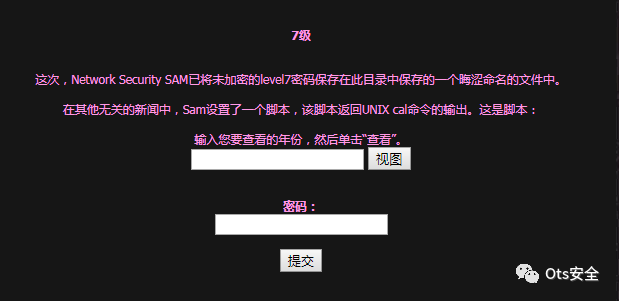 7级
这次，Network Security SAM已将未加密的level7密码保存在此目录中保存的一个晦涩命名的文件中。
在其他无关的新闻中，Sam设置了一个脚本，该脚本返回UNIX cal命令的输出。这是脚本：
输入您要查看的年份，然后单击“查看”。
视图
密码：
提交
Ots安全